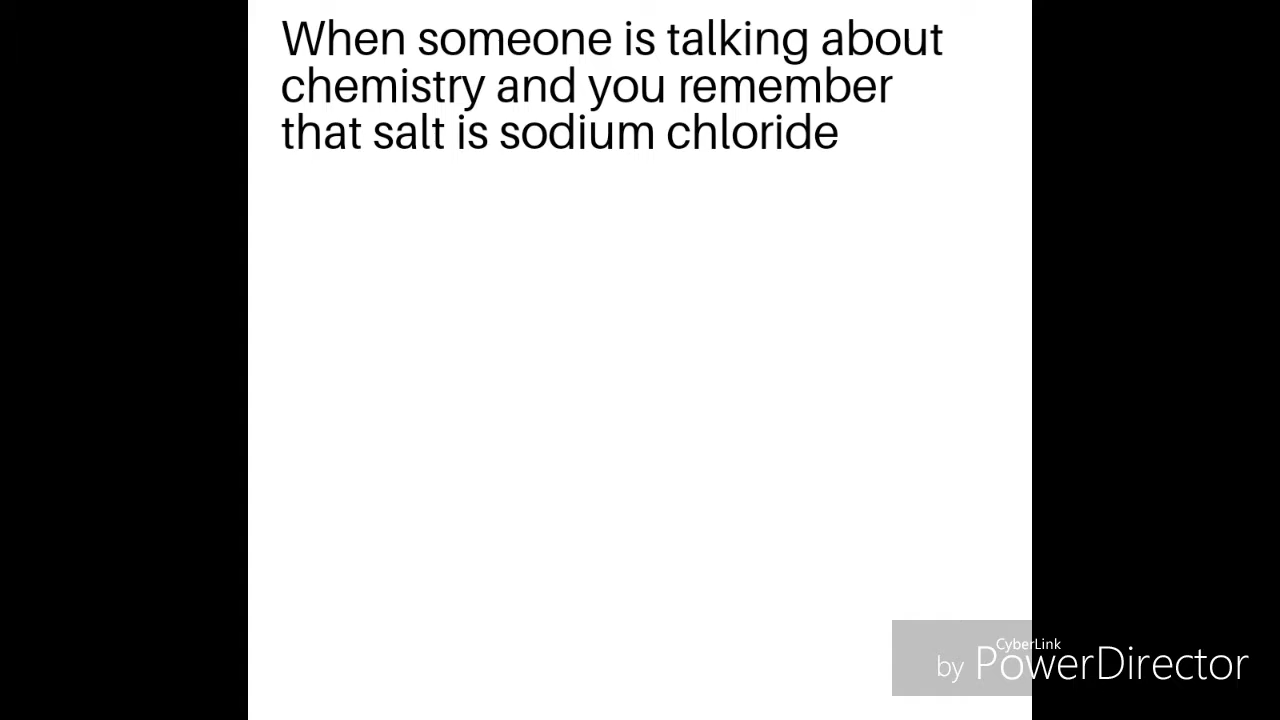 When someone is talking about
chemistry and you remember
that salt is sodium chloride
CyberLink
by PowerDirector